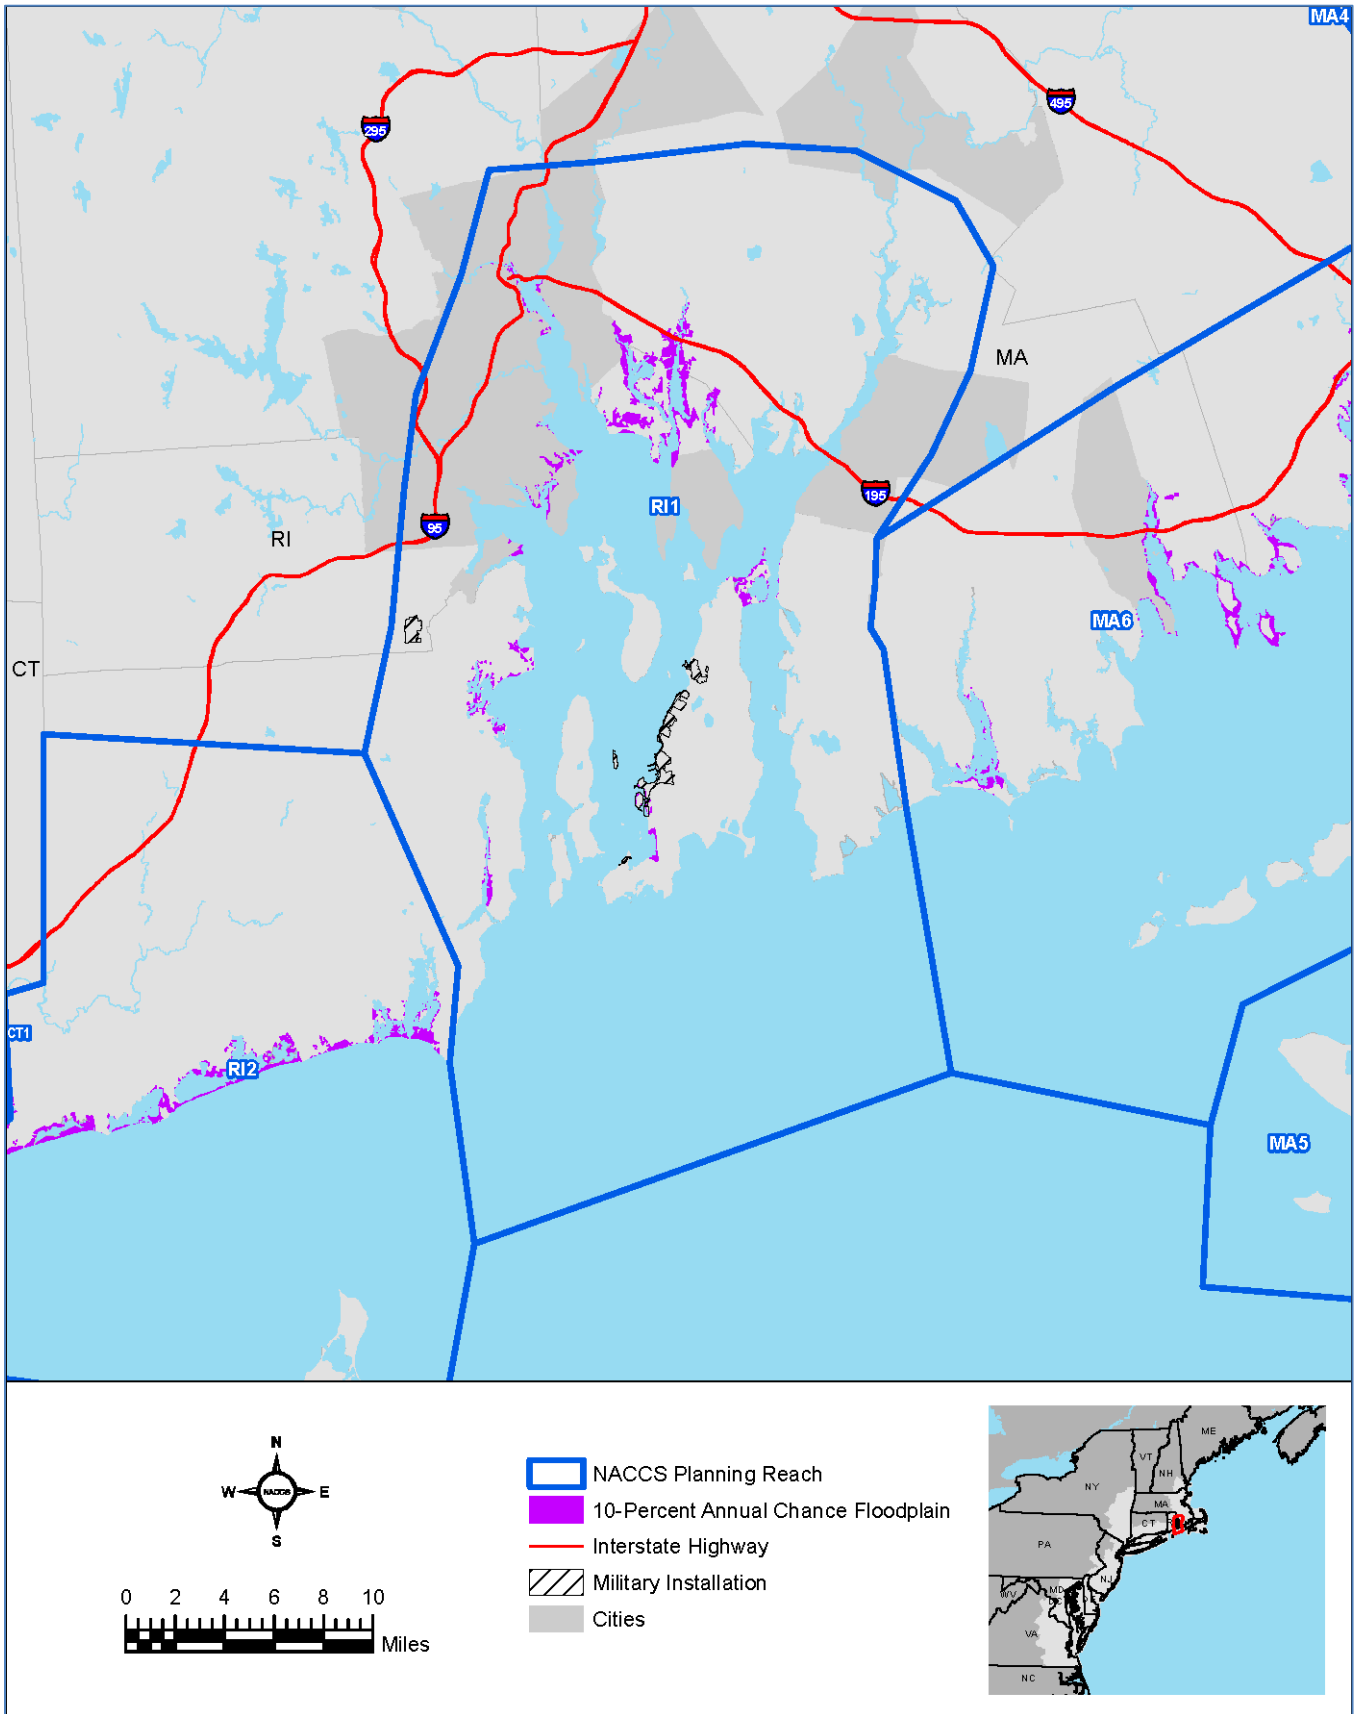 MA4
495
295
MA
195
RI1
95
RI
MA6
CT
CT1
RI2
MA5
N
W
NACCS
E
S
0 2 4 6 8 10
Miles
NACCS Planning Reach
10-Percent Annual Chance Floodplain
Interstate Highway
Military Installation
Cities
ME
VT
NH
NY
MA
CT
PA
NJ
MD
WV
VA
NC